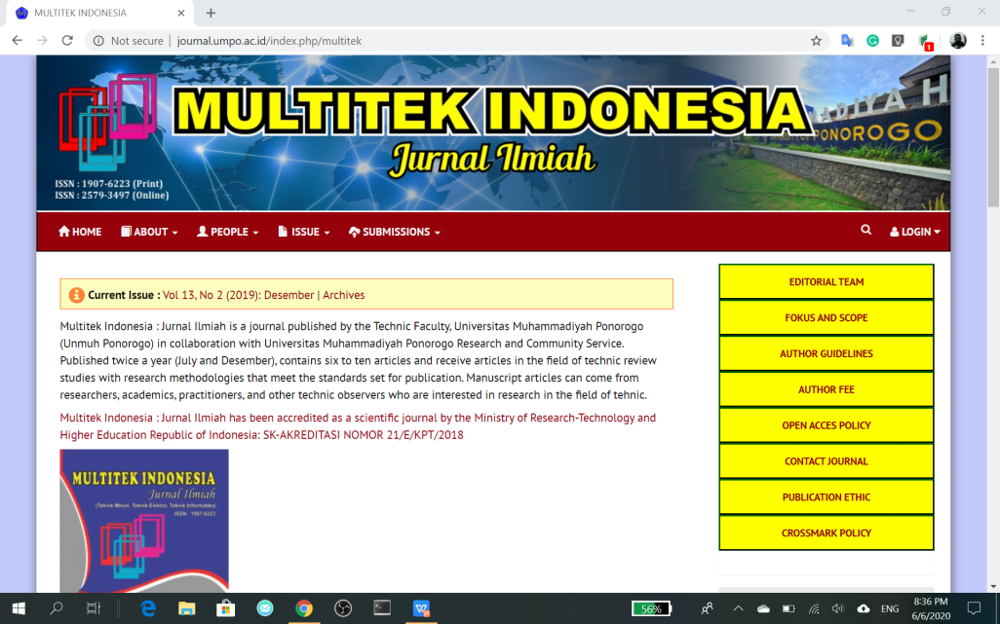 MULTITEK INDONESIA
Not secure | journal.umpo.ac.id/index.php/multitek
1
MULTITEK INDONESIA
Jurnal Ilmiah
ADIYAH
PONOROGO
ISSN : 1907-6223 (Print)
ISSN : 2579-3497 (Online)
HOME ABOUT PEOPLE ISSUE SUBMISSIONS LOGIN
Current Issue : Vol 13, No 2 (2019): Desember | Archives
Multitek Indonesia : Jurnal Ilmiah is a journal published by the Technic Faculty, Universitas Muhammadiyah Ponorogo
(Unmuh Ponorogo) in collaboration with Universitas Muhammadiyah Ponorogo Research and Community Service.
Published twice a year (July and Desember), contains six to ten articles and receive articles in the field of technic review
studies with research methodologies that meet the standards set for publication. Manuscript articles can come from
researchers, academics, practitioners, and other technic observers who are interested in research in the field of tehnic.
Multitek Indonesia : Jurnal Ilmiah has been accredited as a scientific journal by the Ministry of Research-Technology and
Higher Education Republic of Indonesia: SK-AKREDITASI NOMOR 21/E/KPT/2018
MULTITEK INDONESIA
Jurnal Ilmiah
(Teknik Mesin, Teknik Elektro, Teknik Informatika)
ISSN : 1907-6223
EDITORIAL TEAM
FOKUS AND SCOPE
AUTHOR GUIDELINES
AUTHOR FEE
OPEN ACCES POLICY
CONTACT JOURNAL
PUBLICATION ETHIC
CROSSMARK POLICY
56%
ENG
8:36 PM
6/6/2020